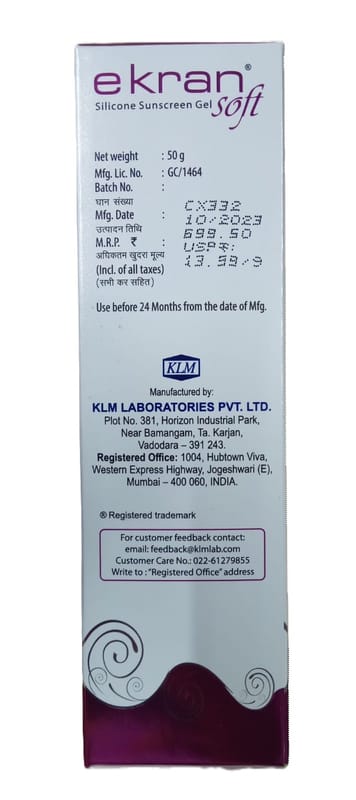 ekran®
Silicone Sunscreen Gel soft
Net weight : 50 g
Mfg. Lic. No. : GC/1464
Batch No. :
घान संख्या CX332
Mfg. Date : 10/2023
उत्पादन तिथि
M.R.P. ₹ : 699.50
अधिकतम खुदरा मूल्य USP₹:
(Incl. of all taxes) 13.99/g
(सभी कर सहित)
Use before 24 Months from the date of Mfg.
KLM
Manufactured by:
KLM LABORATORIES PVT. LTD.
Plot No. 381, Horizon Industrial Park,
Near Bamangam, Ta. Karjan,
Vadodara – 391 243.
Registered Office: 1004, Hubtown Viva,
Western Express Highway, Jogeshwari (E),
Mumbai – 400 060, INDIA.
® Registered trademark
For customer feedback contact:
email: feedback@klmlab.com
Customer Care No.: 022-61279855
Write to : "Registered Office" address